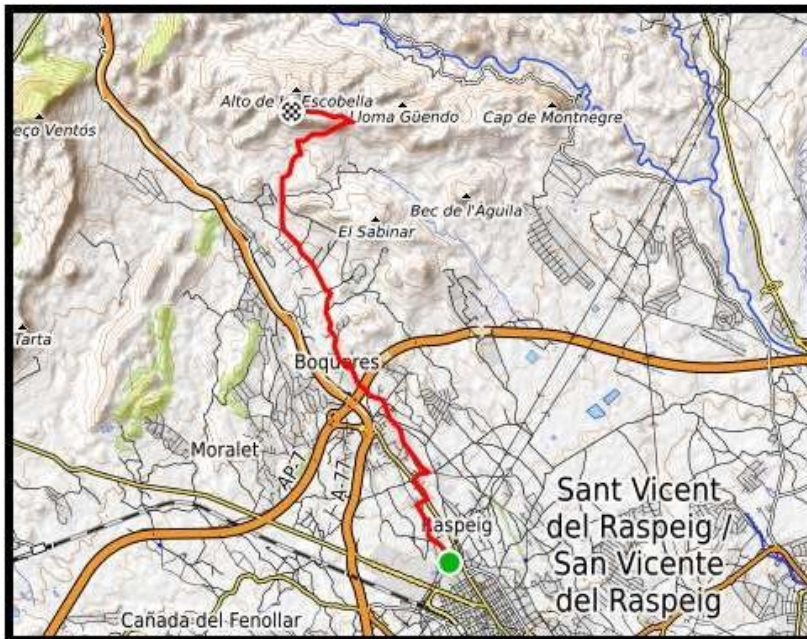 Alto de la Escobella
Lloma Güendo
Cap de Montnegre
eço Ventós
Bec de l'Àguila
El Sabinar
Tarta
Boqueres
Moralet
AP-7
A-77
Raspeig
Sant Vicent
del Raspeig /
San Vicente
del Raspeig
Cañada del Fenollar